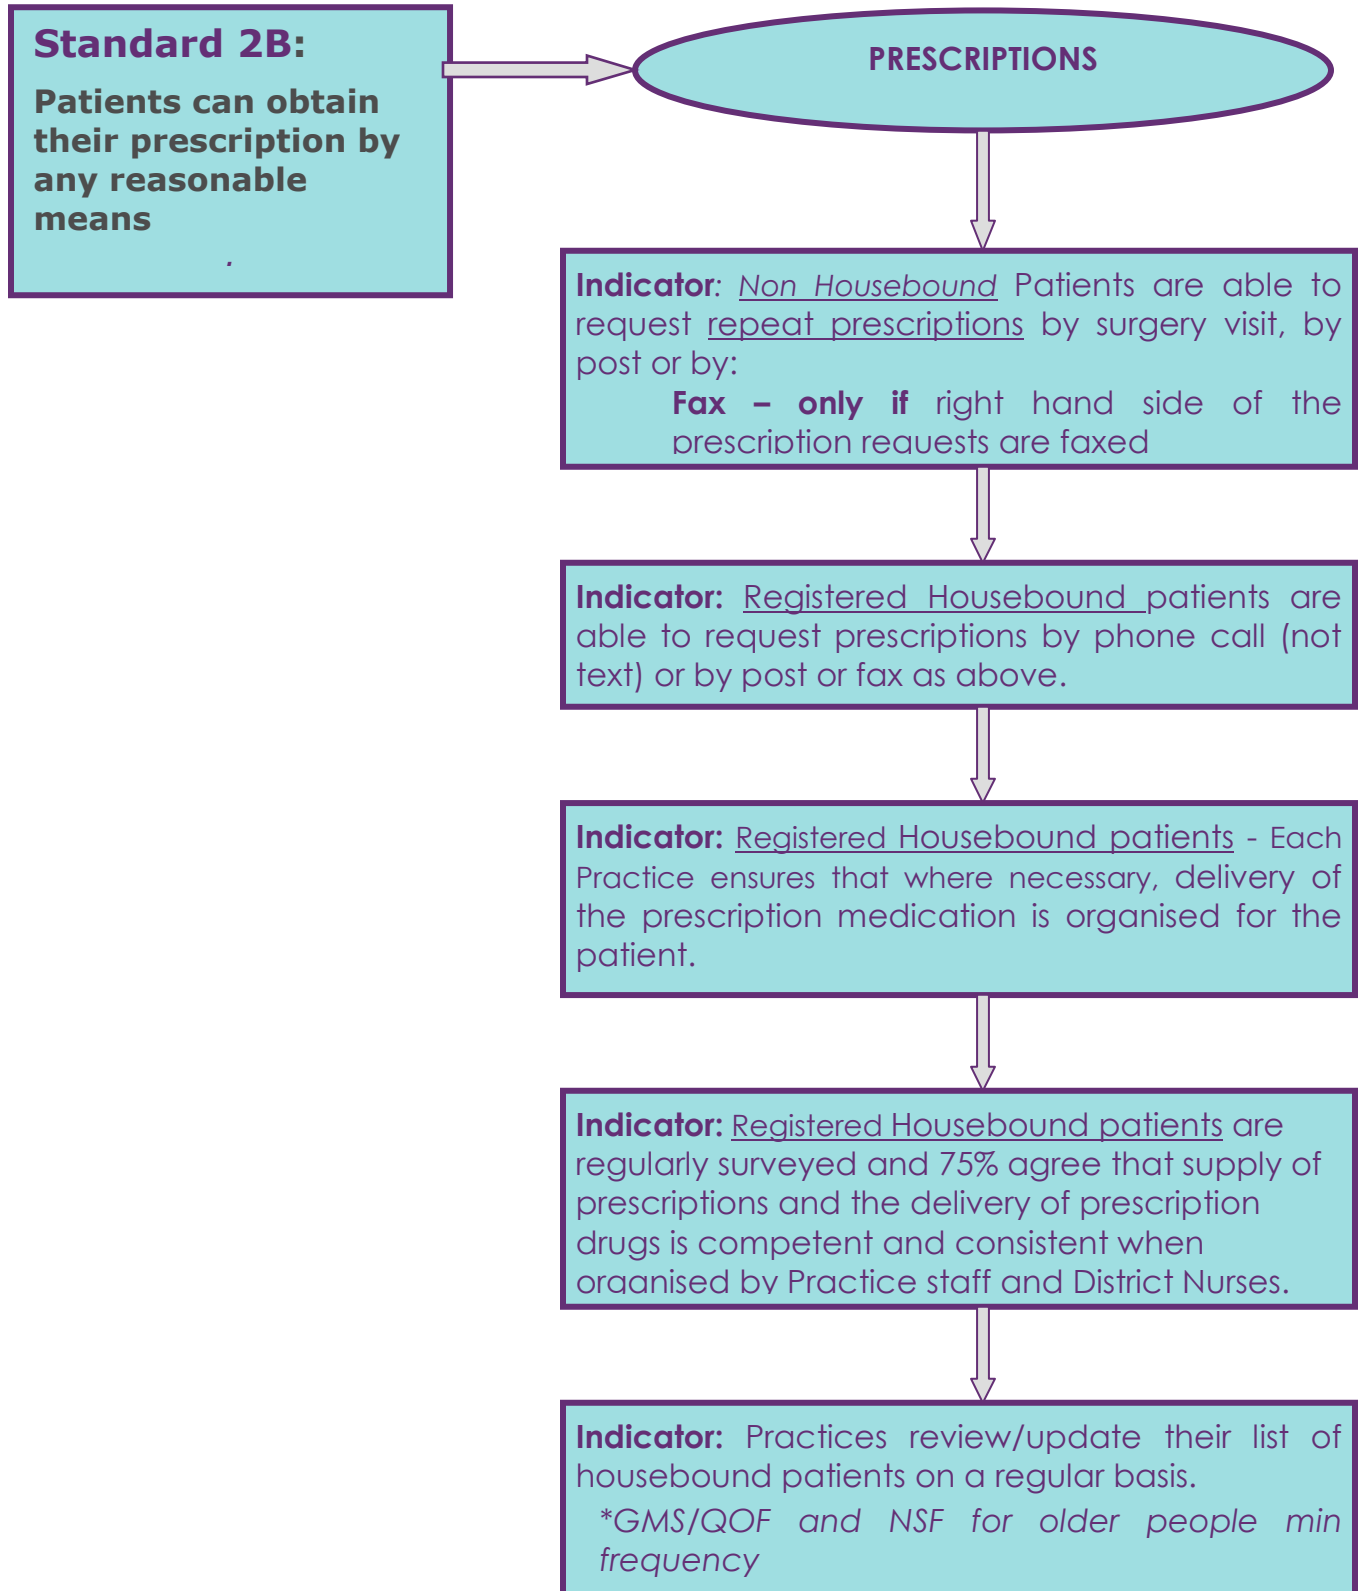 Standard 2B:
Patients can obtain
their prescription by
any reasonable
means
.
PRESCRIPTIONS
Indicator: Non Housebound Patients are able to
request repeat prescriptions by surgery visit, by
post or by:
Fax – only if right hand side of the
prescription requests are faxed
Indicator: Registered Housebound patients are
able to request prescriptions by phone call (not
text) or by post or fax as above.
Indicator: Registered Housebound patients - Each
Practice ensures that where necessary, delivery of
the prescription medication is organised for the
patient.
Indicator: Registered Housebound patients are
regularly surveyed and 75% agree that supply of
prescriptions and the delivery of prescription
drugs is competent and consistent when
organised by Practice staff and District Nurses.
Indicator: Practices review/update their list of
housebound patients on a regular basis.
*GMS/QOF and NSF for older people min
frequency